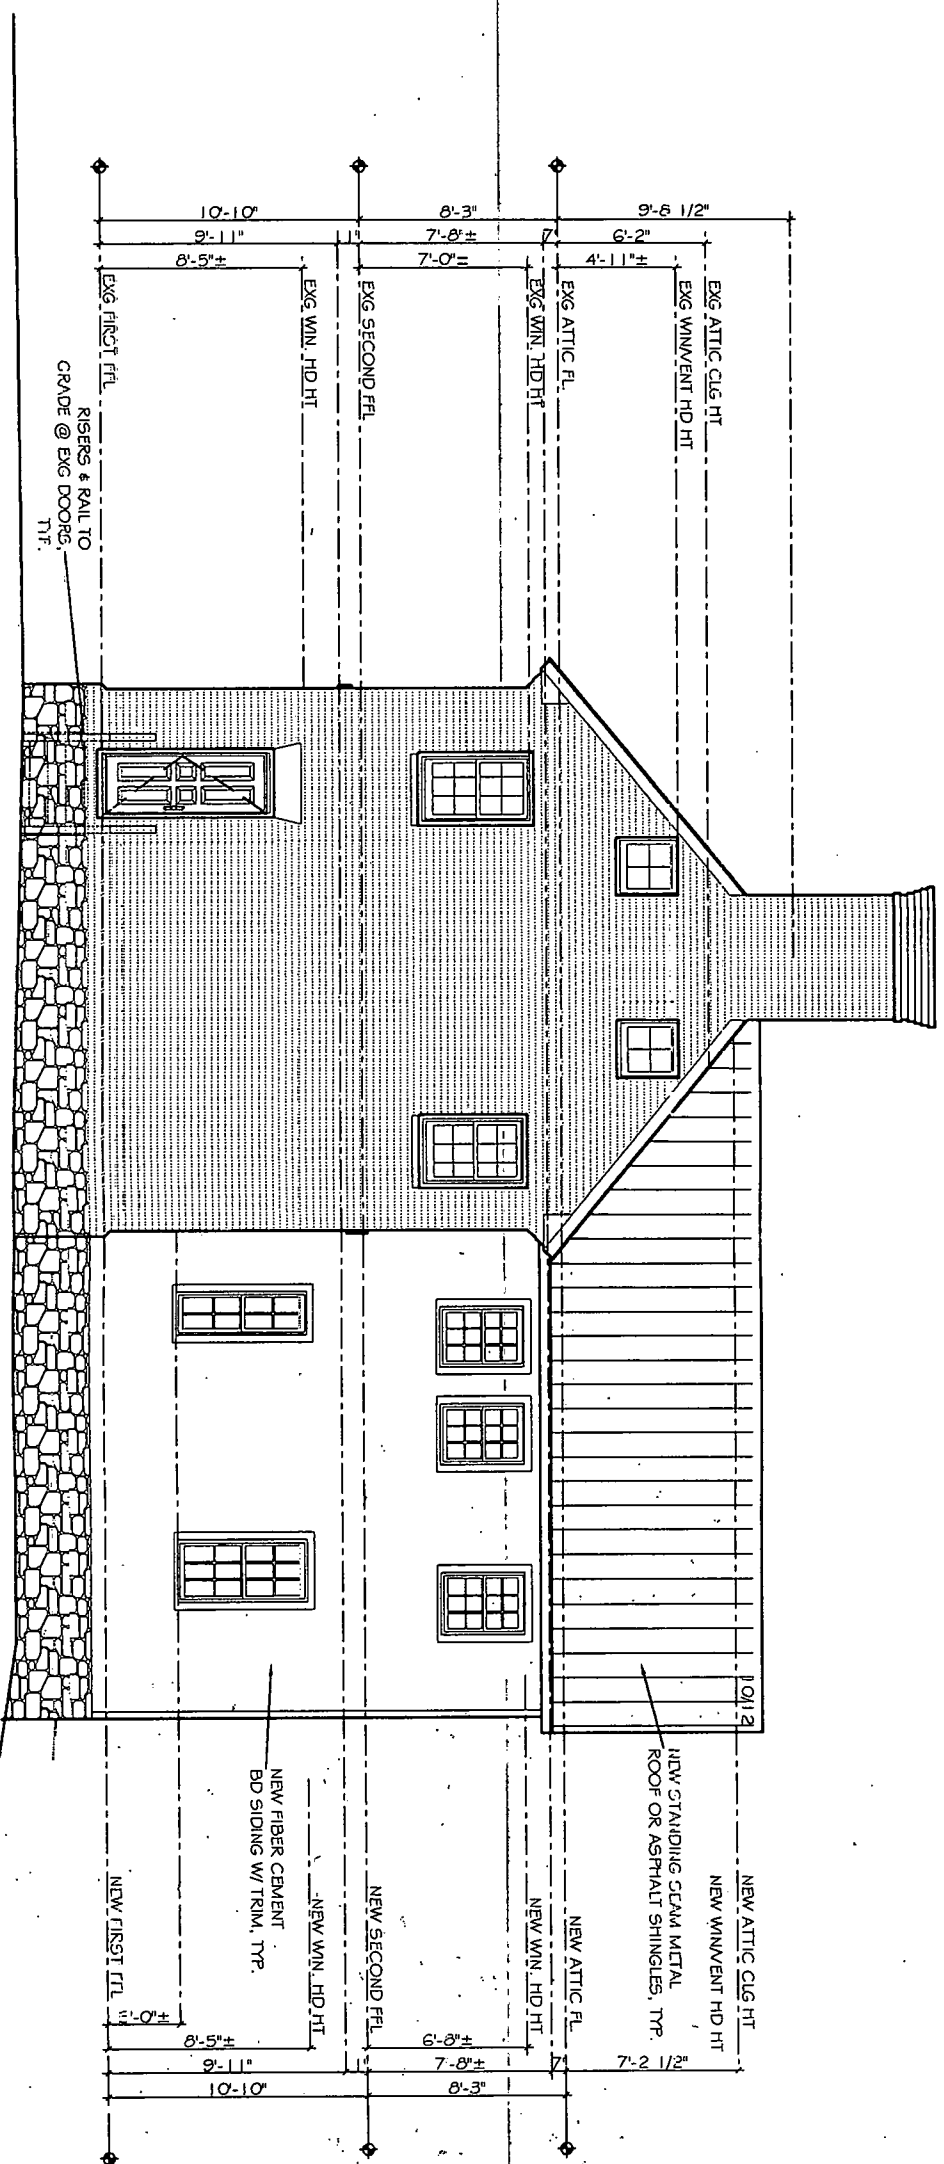 9'-8 1/2"
8'-3"
10'-10"
6'-2"
7"
7'-8"±
1'
9'-11"
4'-11"±
7'-0"±
8'-5"±
EXG ATTIC CLG HT
EXG WIN/VENT HD HT
EXG ATTIC FL.
EXG WIN. HD HT
EXG SECOND FFL
EXG WIN. HD HT
EXG FIRST FFL
RISERS & RAIL TO
GRADE @ EXG DOORS,
TYP.
10/12
NEW STANDING SEAM METAL
ROOF OR ASPHALT SHINGLES, TYP.
NEW FIBER CEMENT
BD SIDING W/ TRIM, TYP.
NEW ATTIC CLG HT
NEW WIN/VENT HD HT
NEW ATTIC FL.
NEW WIN. HD HT
NEW SECOND FFL
NEW WIN. HD HT
NEW FIRST FFL
6'-8"±
8'-5"±
7'-2 1/2"
7"
7'-8"±
1'
9'-11"
8'-3"
10'-10"